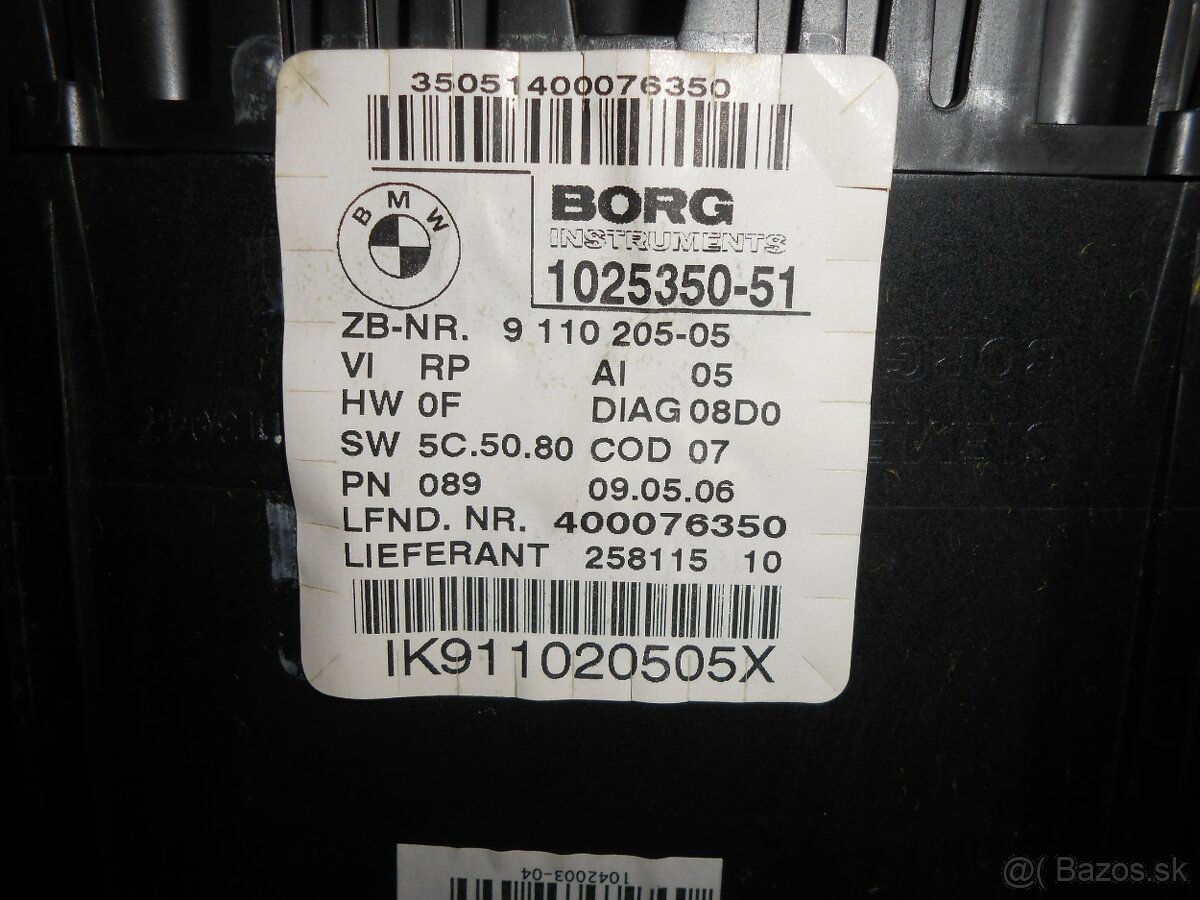 35051400076350
BMW
BORG
INSTRUMENTS
1025350-51
ZB-NR. 9 110 205-05
VI RP AI 05
HW 0F DIAG 08D0
SW 5C.50.80 COD 07
PN 089 09.05.06
LFND. NR. 400076350
LIEFERANT 258115 10
IK911020505X
1042003-04
@( Bazos.sk